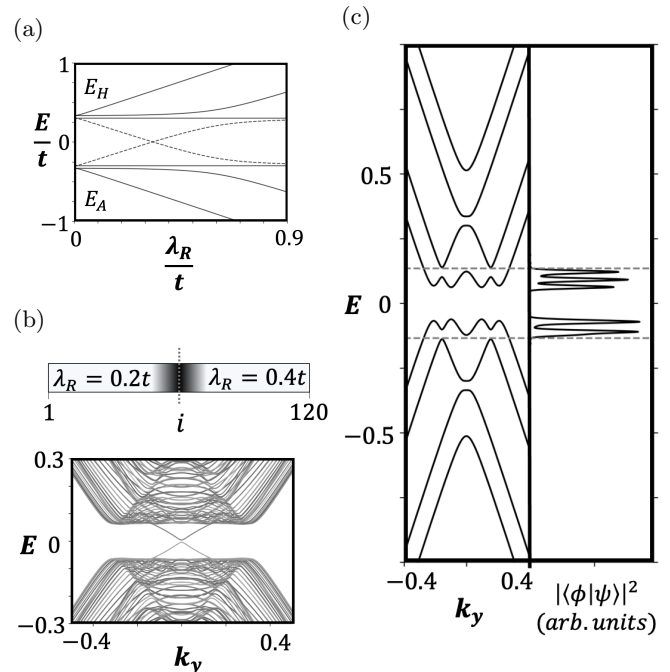 (a)
1
E_H
E/t
0
E_A
−1
0
0.9
λ_R/t
(b)
λ_R = 0.2t
λ_R = 0.4t
1
i
120
0.3
E
0
−0.3
−0.4
0.4
k_y
(c)
0.5
E
0
−0.5
−0.4
0.4
k_y
|⟨ϕ|ψ⟩|²
(arb.units)